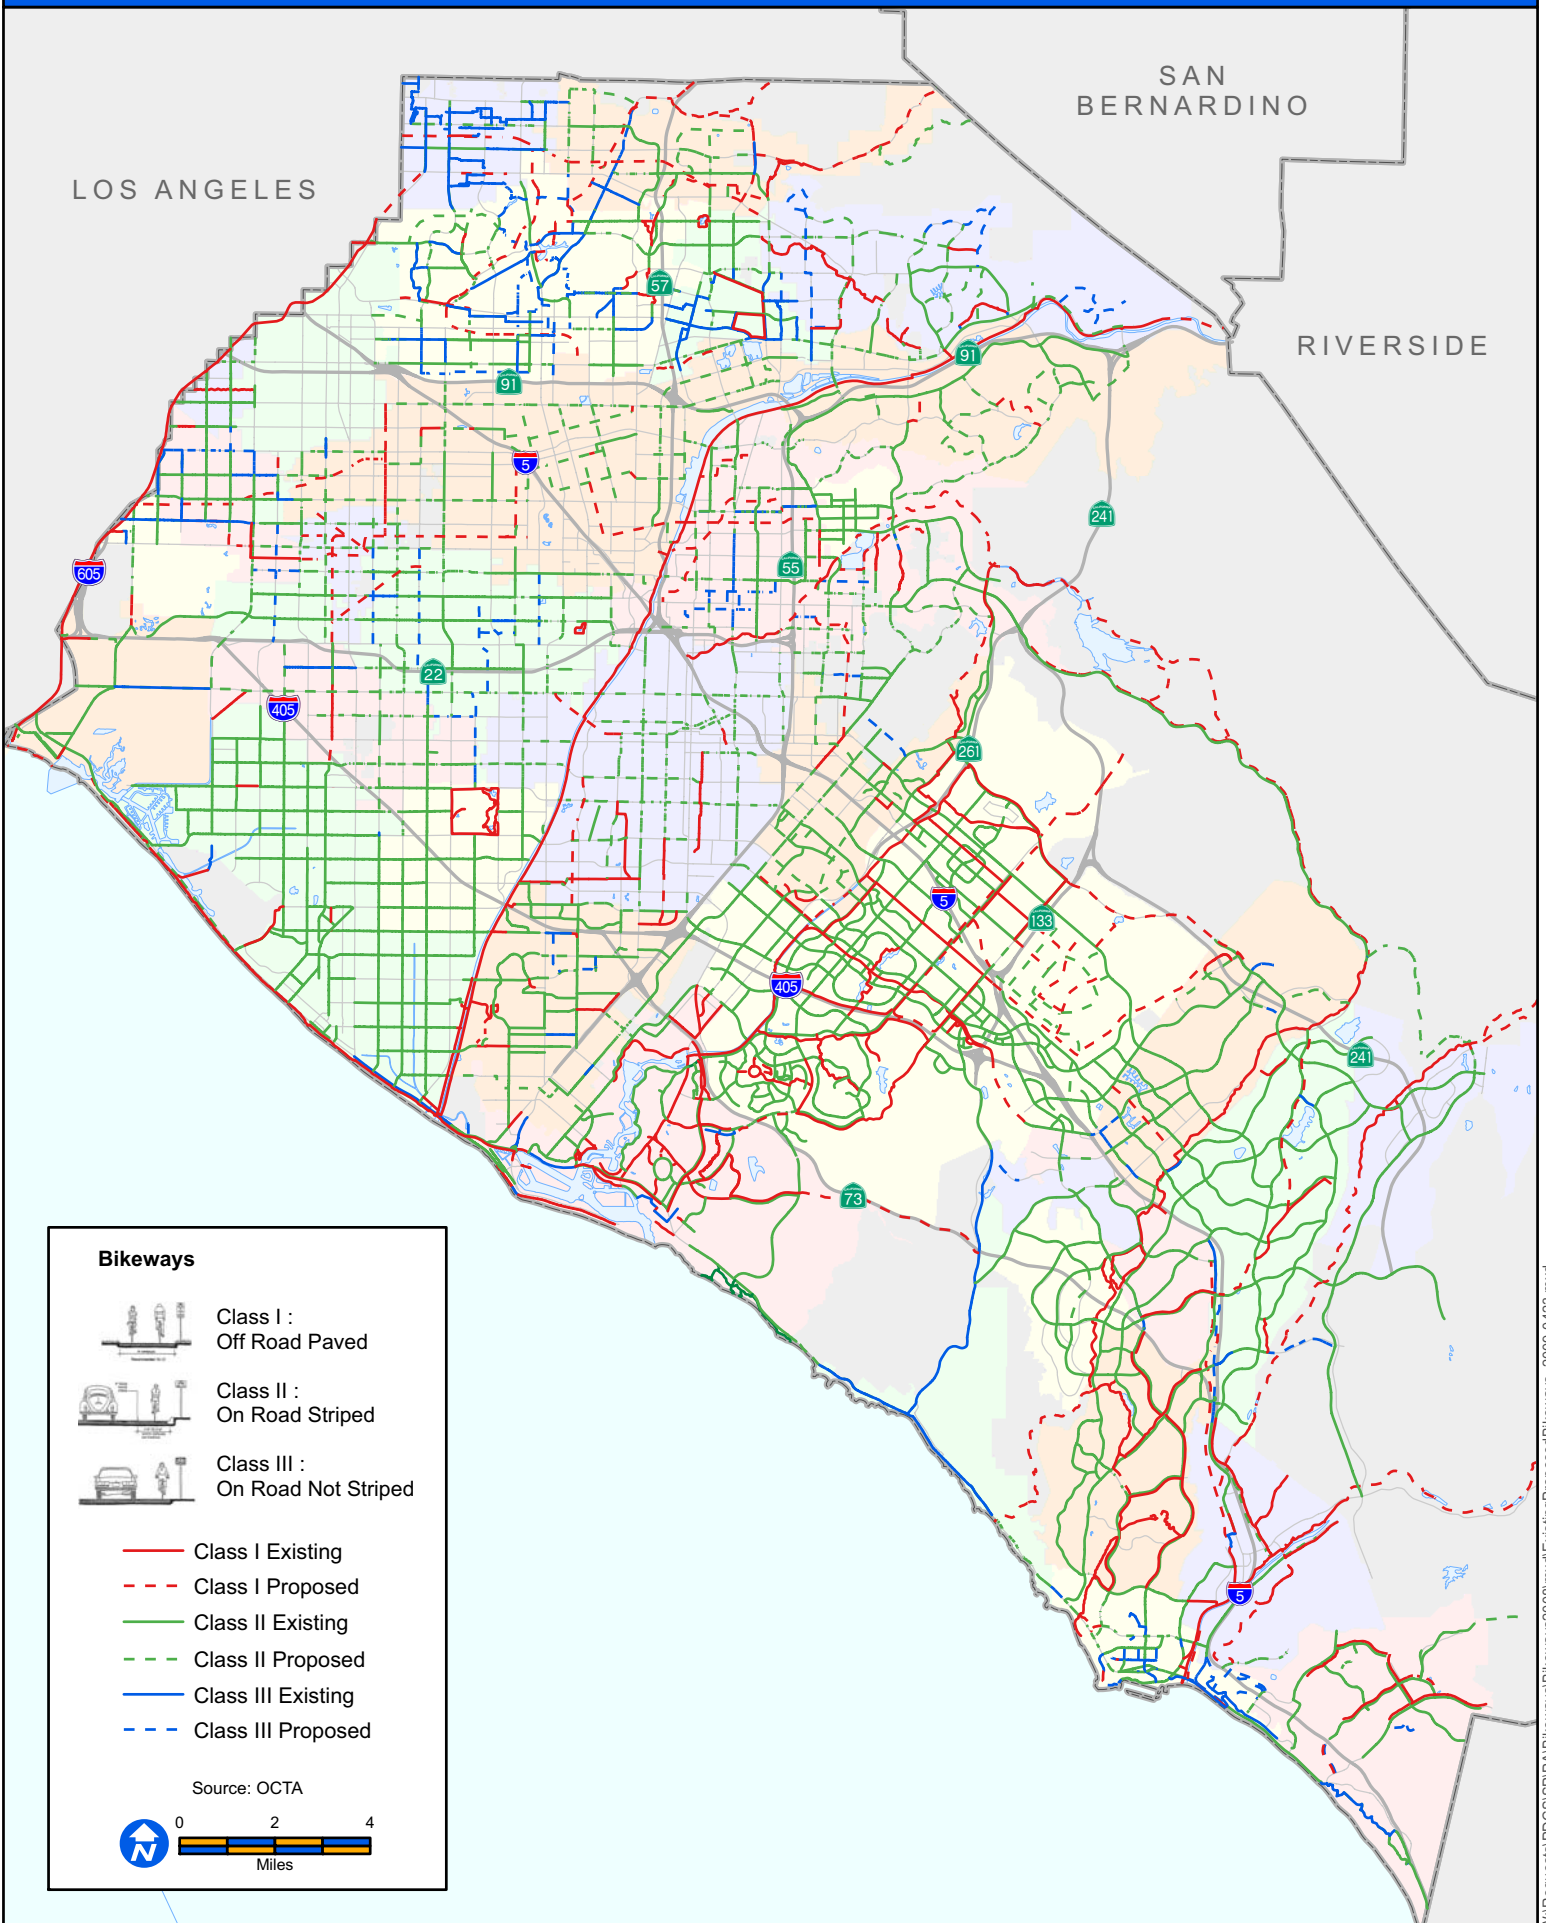 SAN
BERNARDINO
LOS ANGELES
RIVERSIDE
57
91
91
5
241
605
55
22
405
261
5
133
405
241
73
5
Bikeways
Class I :
Off Road Paved
Class II :
On Road Striped
Class III :
On Road Not Striped
Class I Existing
Class I Proposed
Class II Existing
Class II Proposed
Class III Existing
Class III Proposed
Source: OCTA
0 2 4
Miles
N